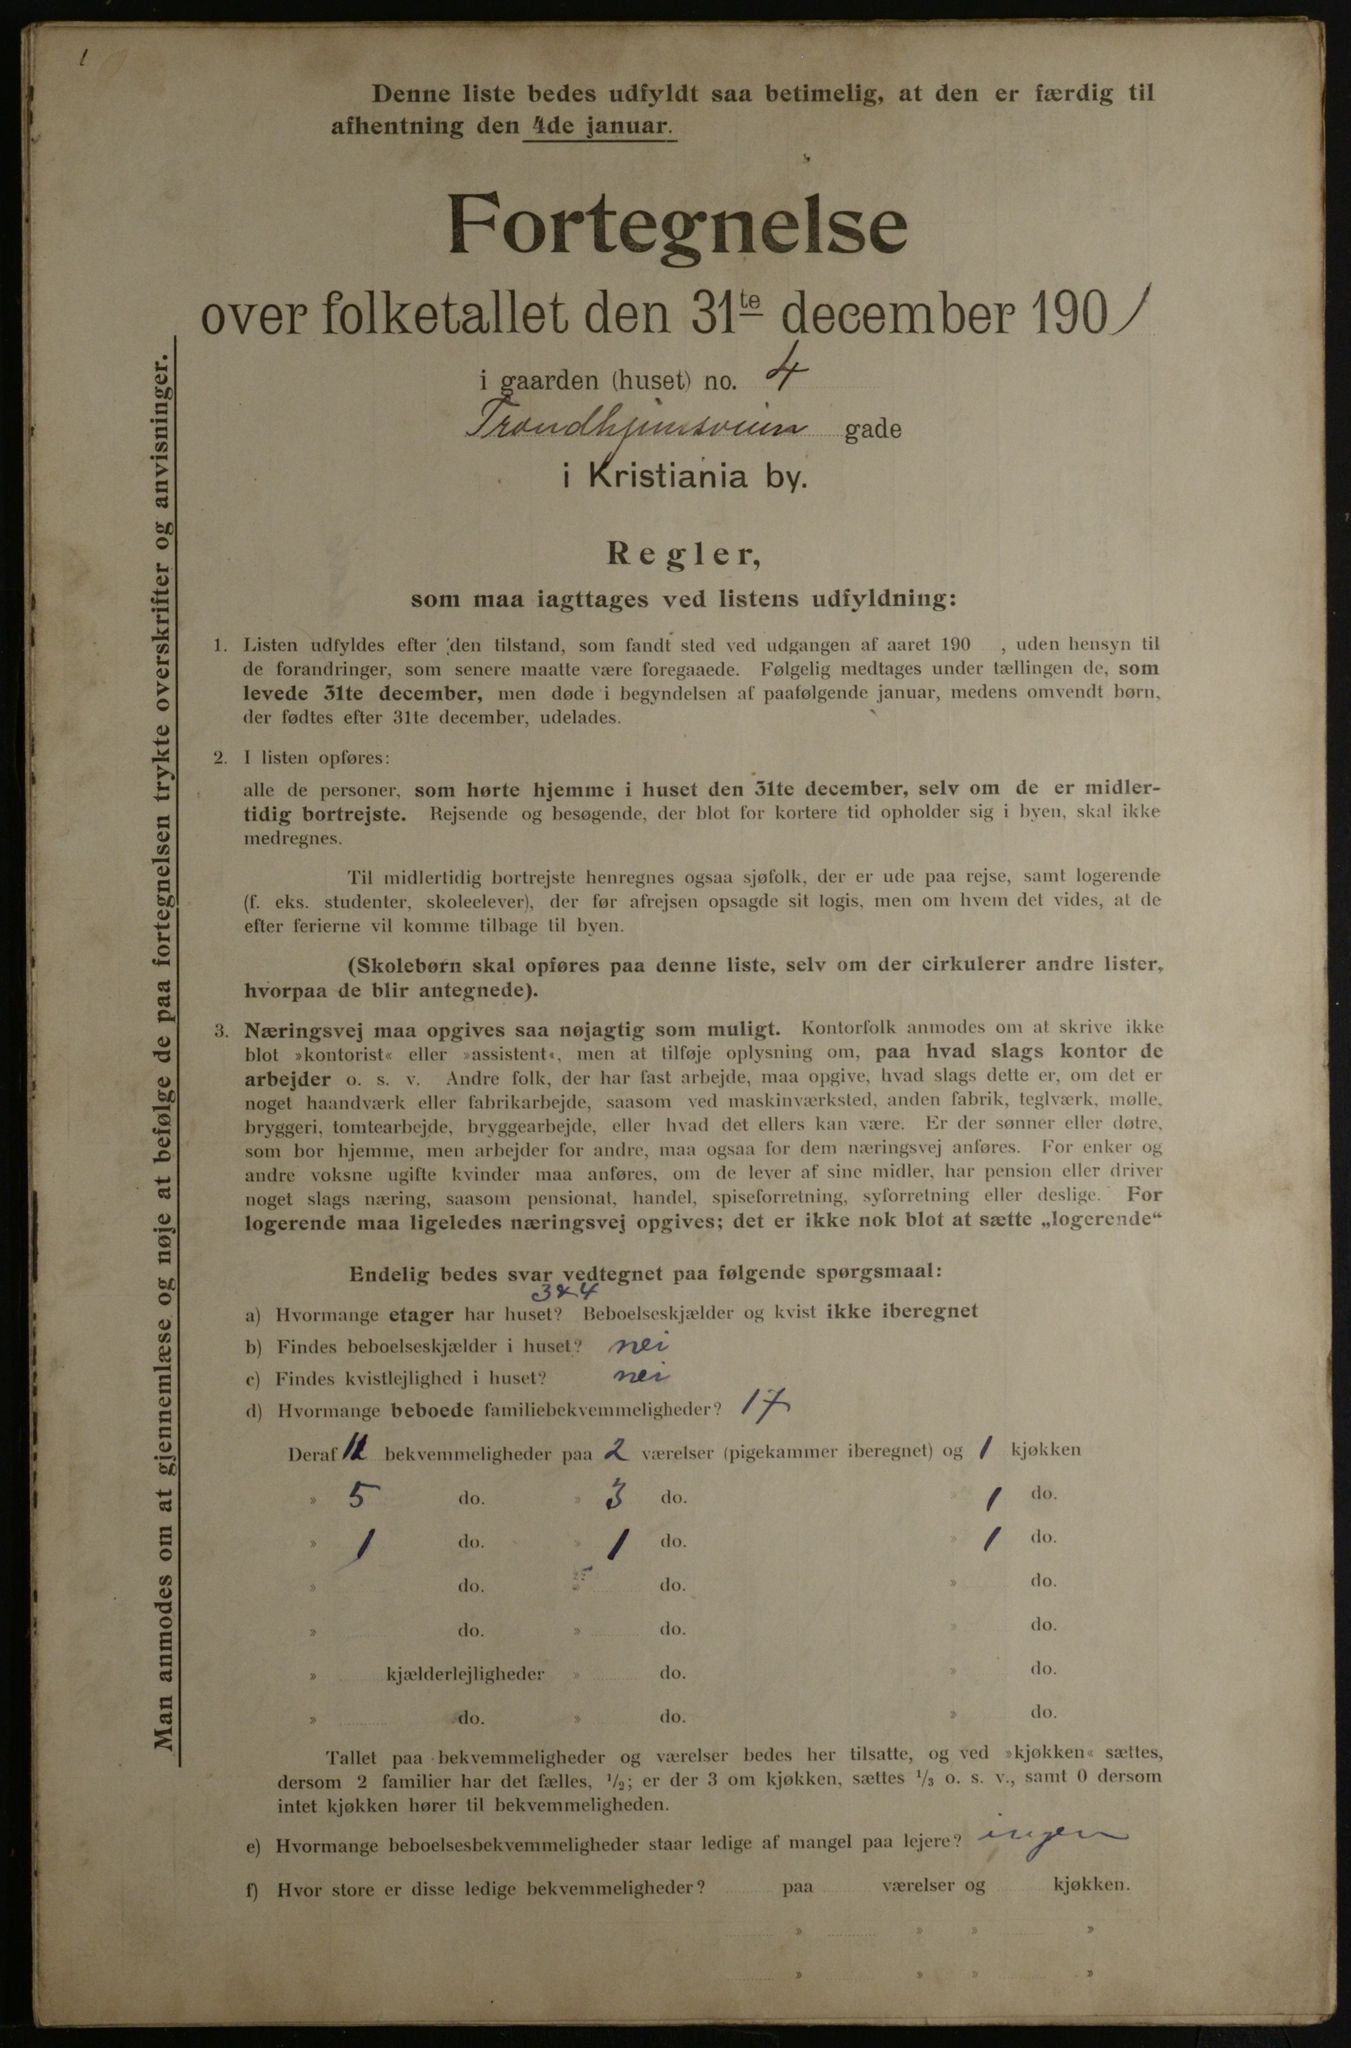 1
Denne liste bedes udfyldt saa betimelig, at den er færdig til
afhentning den 4de januar.
Fortegnelse
over folketallet den 31te december 1901
i gaarden (huset) no. 4
Trondhjemsveien gade
i Kristiania by.
Regler,
som maa iagttages ved listens udfyldning:
1. Listen udfyldes efter den tilstand, som fandt sted ved udgangen af aaret 190 , uden hensyn til
de forandringer, som senere maatte være foregaaede. Følgelig medtages under tællingen de, som
levede 31te december, men døde i begyndelsen af paafølgende januar, medens omvendt børn,
der fødtes efter 31te december, udelades.
2. I listen opføres:
alle de personer, som hørte hjemme i huset den 31te december, selv om de er midler-
tidig bortrejste. Rejsende og besøgende, der blot for kortere tid opholder sig i byen, skal ikke
medregnes.
Til midlertidig bortrejste henregnes ogsaa sjøfolk, der er ude paa rejse, samt logerende
(f. eks. studenter, skoleelever), der før afrejsen opsagde sit logis, men om hvem det vides, at de
efter ferierne vil komme tilbage til byen.
(Skolebørn skal opføres paa denne liste, selv om der cirkulerer andre lister,
hvorpaa de blir antegnede).
3. Næringsvej maa opgives saa nøjagtig som muligt. Kontorfolk anmodes om at skrive ikke
blot »kontorist« eller »assistent«, men at tilføje oplysning om, paa hvad slags kontor de
arbejder o. s. v. Andre folk, der har fast arbejde, maa opgive, hvad slags dette er, om det er
noget haandværk eller fabrikarbejde, saasom ved maskinværksted, anden fabrik, teglværk, mølle,
bryggeri, tomtearbejde, bryggearbejde, eller hvad det ellers kan være. Er der sønner eller døtre,
som bor hjemme, men arbejder for andre, maa ogsaa for dem næringsvej anføres. For enker og
andre voksne ugifte kvinder maa anføres, om de lever af sine midler, har pension eller driver
noget slags næring, saasom pensionat, handel, spiseforretning, syforretning eller deslige. For
logerende maa ligeledes næringsvej opgives; det er ikke nok blot at sætte „logerende“
Endelig bedes svar vedtegnet paa følgende spørgsmaal:
3&4
a) Hvormange etager har huset? Beboelseskjælder og kvist ikke iberegnet
b) Findes beboelseskjælder i huset? nei
c) Findes kvistlejlighed i huset? nei
d) Hvormange beboede familiebekvemmeligheder? 17
Deraf 11 bekvemmeligheder paa 2 værelser (pigekammer iberegnet) og 1 kjøkken
» 5 do. » 3 do. » 1 do.
» 1 do. » 1 do. » 1 do.
» do. » do. » do.
» do. » do. » do.
» kjælderlejligheder » do. » do.
» do. » do. » do.
Tallet paa bekvemmeligheder og værelser bedes her tilsatte, og ved »kjøkken« sættes,
dersom 2 familier har det fælles, 1/2; er der 3 om kjøkken, sættes 1/3 o. s. v., samt 0 dersom
intet kjøkken hører til bekvemmeligheden.
e) Hvormange beboelsesbekvemmeligheder staar ledige af mangel paa lejere? ingen
f) Hvor store er disse ledige bekvemmeligheder? paa værelser og kjøkken.
» » » »
» » » »
Man anmodes om at gjennemlæse og nøje at befølge de paa fortegnelsen trykte overskrifter og anvisninger.